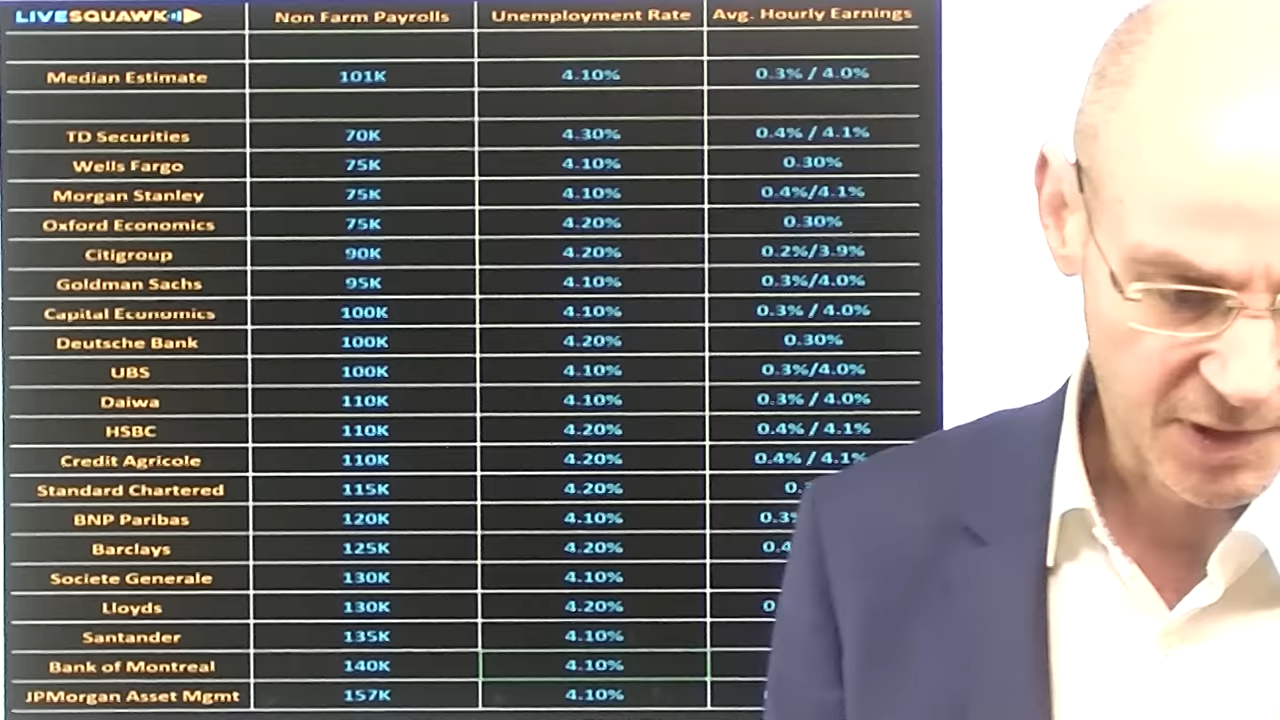 LIVESQUAWK Non Farm Payrolls Unemployment Rate Avg. Hourly Earnings
Median Estimate 101K 4.10% 0.3% / 4.0%
TD Securities 70K 4.30% 0.4% / 4.1%
Wells Fargo 75K 4.10% 0.30%
Morgan Stanley 75K 4.10% 0.4%/4.1%
Oxford Economics 75K 4.20% 0.30%
Citigroup 90K 4.20% 0.2%/3.9%
Goldman Sachs 95K 4.10% 0.3%/4.0%
Capital Economics 100K 4.10% 0.3% / 4.0%
Deutsche Bank 100K 4.20% 0.30%
UBS 100K 4.10% 0.3%/4.0%
Daiwa 110K 4.10% 0.3% / 4.0%
HSBC 110K 4.20% 0.4% / 4.1%
Credit Agricole 110K 4.20% 0.4% / 4.1%
Standard Chartered 115K 4.20%
BNP Paribas 120K 4.10%
Barclays 125K 4.20%
Societe Generale 130K 4.10%
Lloyds 130K 4.20%
Santander 135K 4.10%
Bank of Montreal 140K 4.10%
JPMorgan Asset Mgmt 157K 4.10%